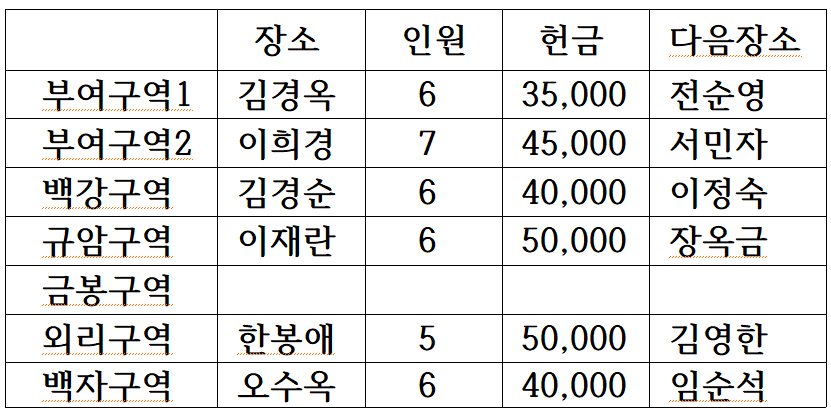 장소 인원 헌금 다음장소
부여구역1 김경옥 6 35,000 전순영
부여구역2 이희경 7 45,000 서민자
백강구역 김경순 6 40,000 이정숙
규암구역 이재란 6 50,000 장옥금
금봉구역
외리구역 한봉애 5 50,000 김영한
백자구역 오수옥 6 40,000 임순석